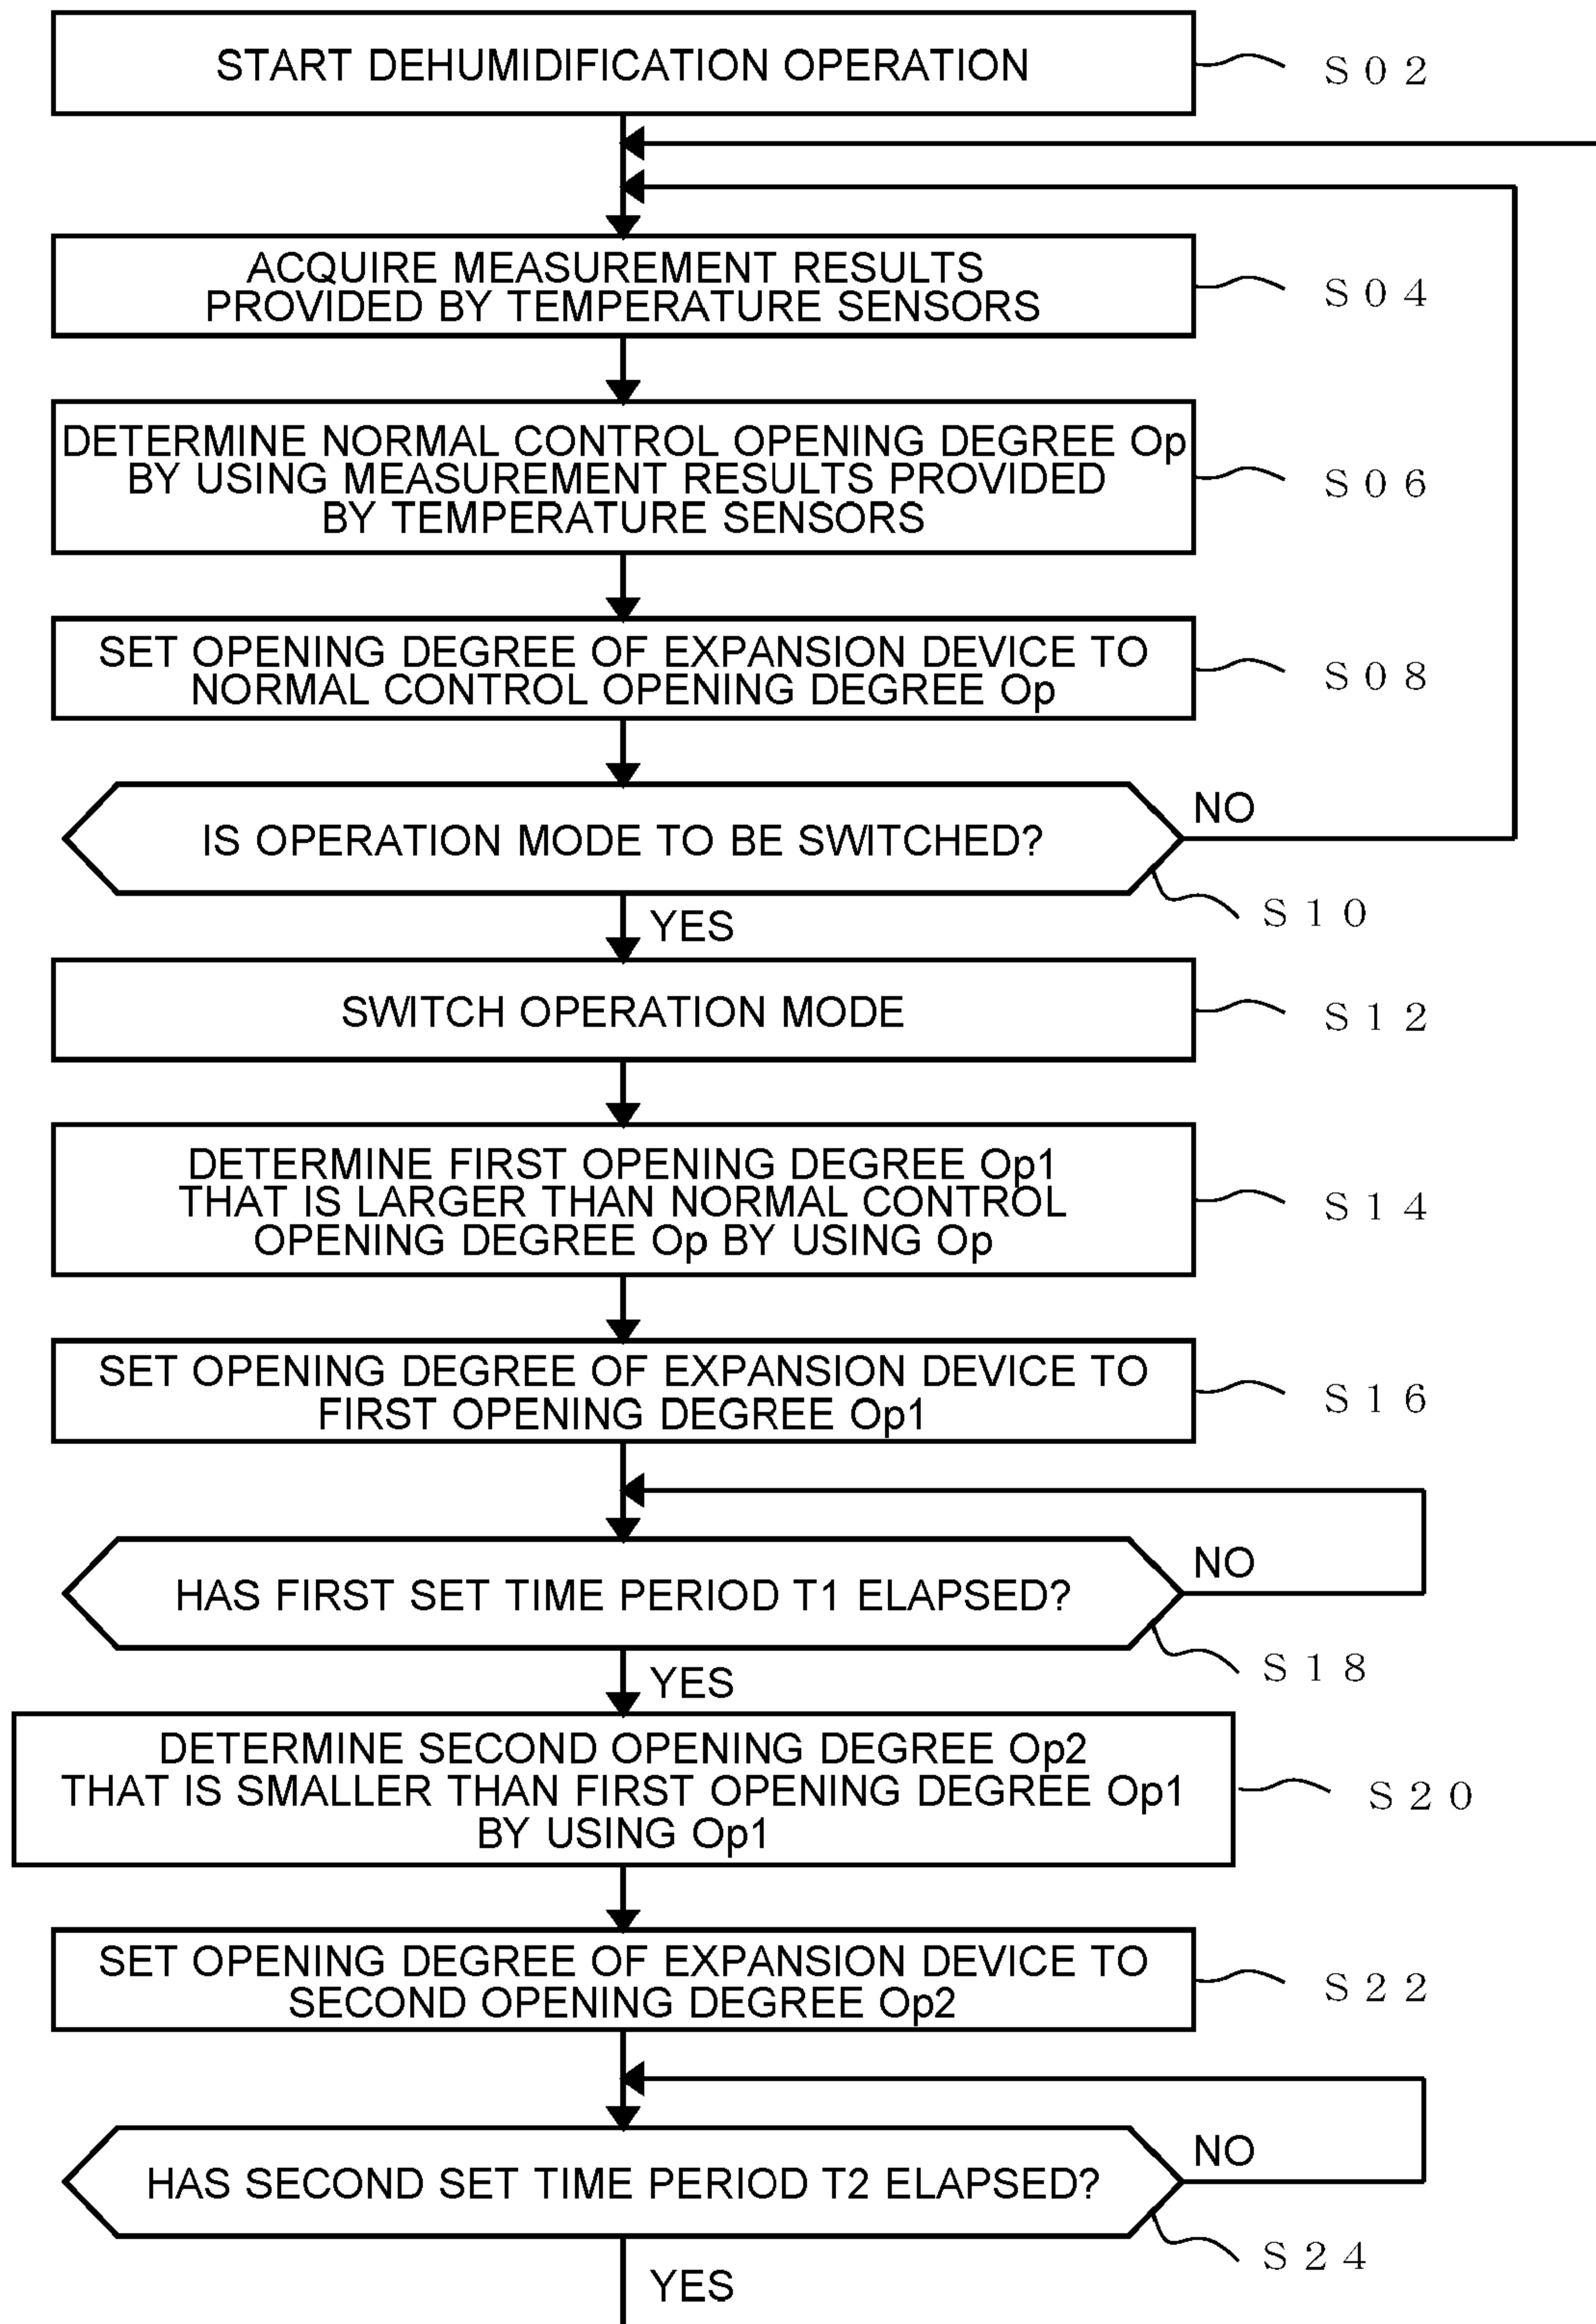 START DEHUMIDIFICATION OPERATION
S02
ACQUIRE MEASUREMENT RESULTS
PROVIDED BY TEMPERATURE SENSORS
S04
DETERMINE NORMAL CONTROL OPENING DEGREE Op
BY USING MEASUREMENT RESULTS PROVIDED
BY TEMPERATURE SENSORS
S06
SET OPENING DEGREE OF EXPANSION DEVICE TO
NORMAL CONTROL OPENING DEGREE Op
S08
IS OPERATION MODE TO BE SWITCHED?
NO
S10
YES
SWITCH OPERATION MODE
S12
DETERMINE FIRST OPENING DEGREE Op1
THAT IS LARGER THAN NORMAL CONTROL
OPENING DEGREE Op BY USING Op
S14
SET OPENING DEGREE OF EXPANSION DEVICE TO
FIRST OPENING DEGREE Op1
S16
HAS FIRST SET TIME PERIOD T1 ELAPSED?
NO
S18
YES
DETERMINE SECOND OPENING DEGREE Op2
THAT IS SMALLER THAN FIRST OPENING DEGREE Op1
BY USING Op1
S20
SET OPENING DEGREE OF EXPANSION DEVICE TO
SECOND OPENING DEGREE Op2
S22
HAS SECOND SET TIME PERIOD T2 ELAPSED?
NO
S24
YES